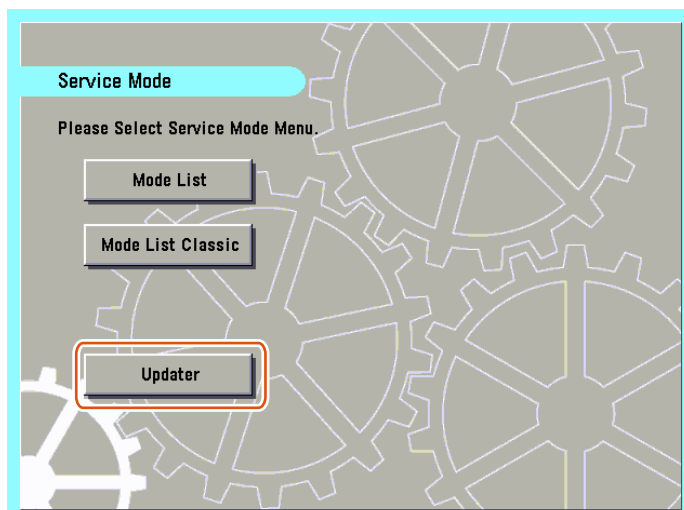 Service Mode
Please Select Service Mode Menu.
Mode List
Mode List Classic
Updater